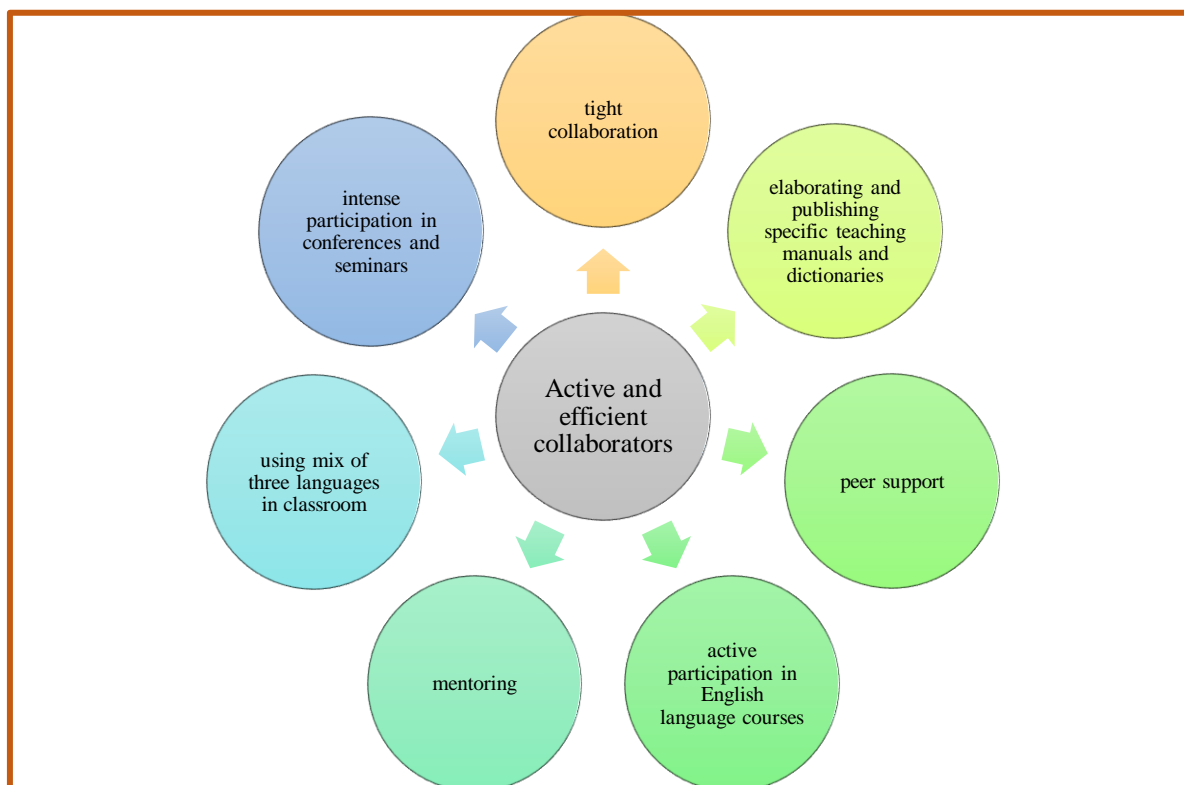 tight
collaboration
elaborating and
publishing
specific teaching
manuals and
dictionaries
peer support
active
participation in
English
language courses
mentoring
using mix of
three languages
in classroom
intense
participation in
conferences and
seminars
Active and
efficient
collaborators